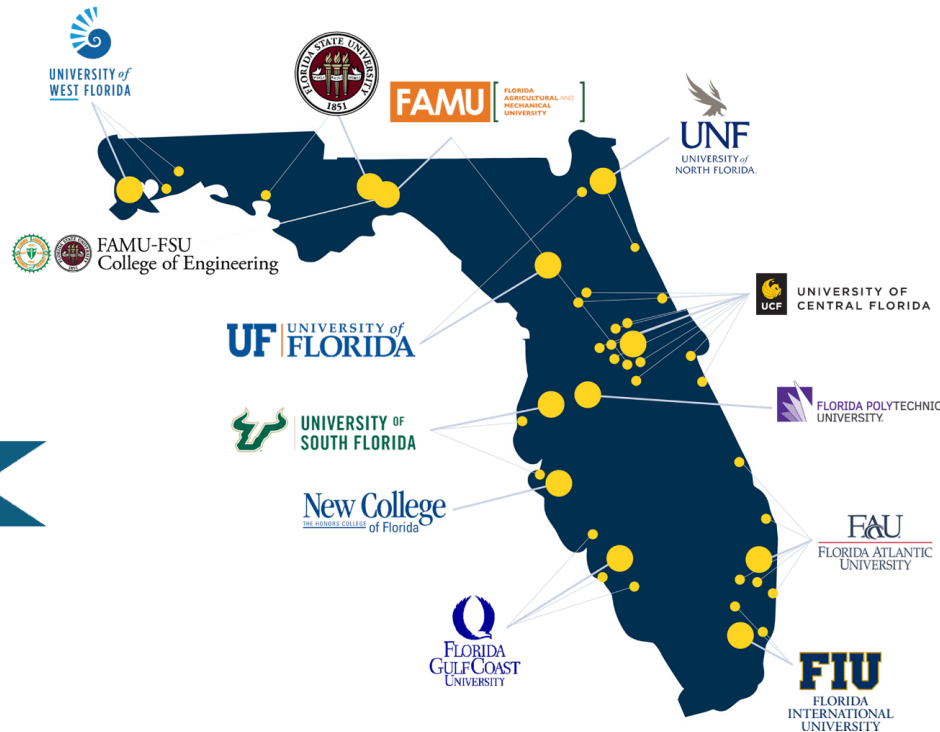 UNIVERSITY of
WEST FLORIDA
FLORIDA STATE UNIVERSITY
1851
FAMU
FLORIDA
AGRICULTURAL AND
MECHANICAL
UNIVERSITY
UNF
UNIVERSITY of
NORTH FLORIDA.
FAMU-FSU
College of Engineering
UCF
UNIVERSITY OF
CENTRAL FLORIDA
UF
UNIVERSITY of
FLORIDA
FLORIDA POLYTECHNIC
UNIVERSITY.
UNIVERSITY OF
SOUTH FLORIDA
New College
THE HONORS COLLEGE of Florida
FAU
FLORIDA ATLANTIC
UNIVERSITY
FLORIDA
GULF COAST
UNIVERSITY
FIU
FLORIDA
INTERNATIONAL
UNIVERSITY